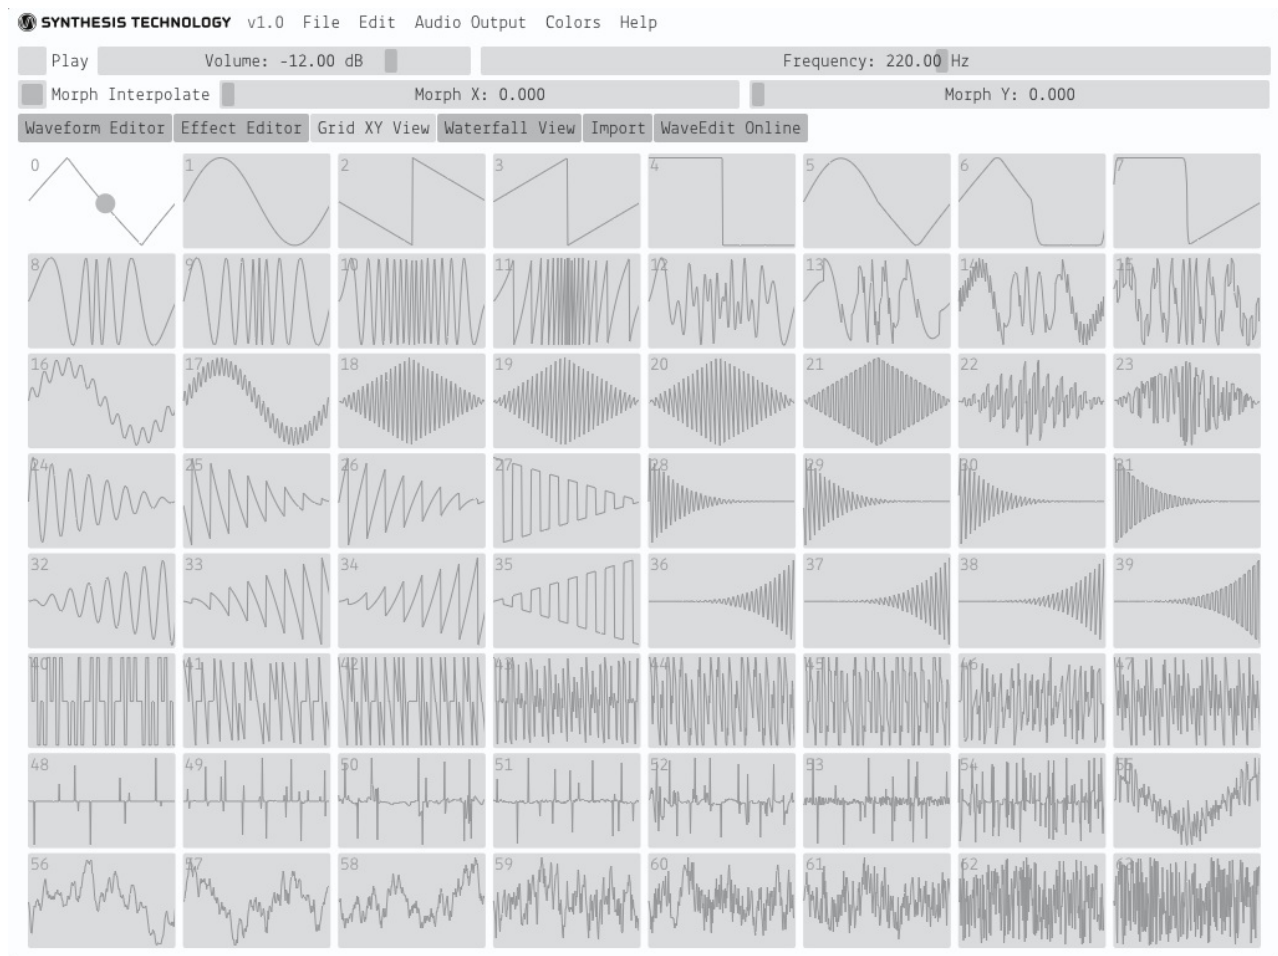 SYNTHESIS TECHNOLOGY v1.0 File Edit Audio Output Colors Help
Play Volume: -12.00 dB Frequency: 220.00 Hz
Morph Interpolate Morph X: 0.000 Morph Y: 0.000
Waveform Editor Effect Editor Grid XY View Waterfall View Import WaveEdit Online
0 1 2 3 4 5 6 7
8 9 10 11 12 13 14 15
16 17 18 19 20 21 22 23
24 25 26 27 28 29 30 31
32 33 34 35 36 37 38 39
40 41 42 43 44 45 46 47
48 49 50 51 52 53 54 55
56 57 58 59 60 61 62 63